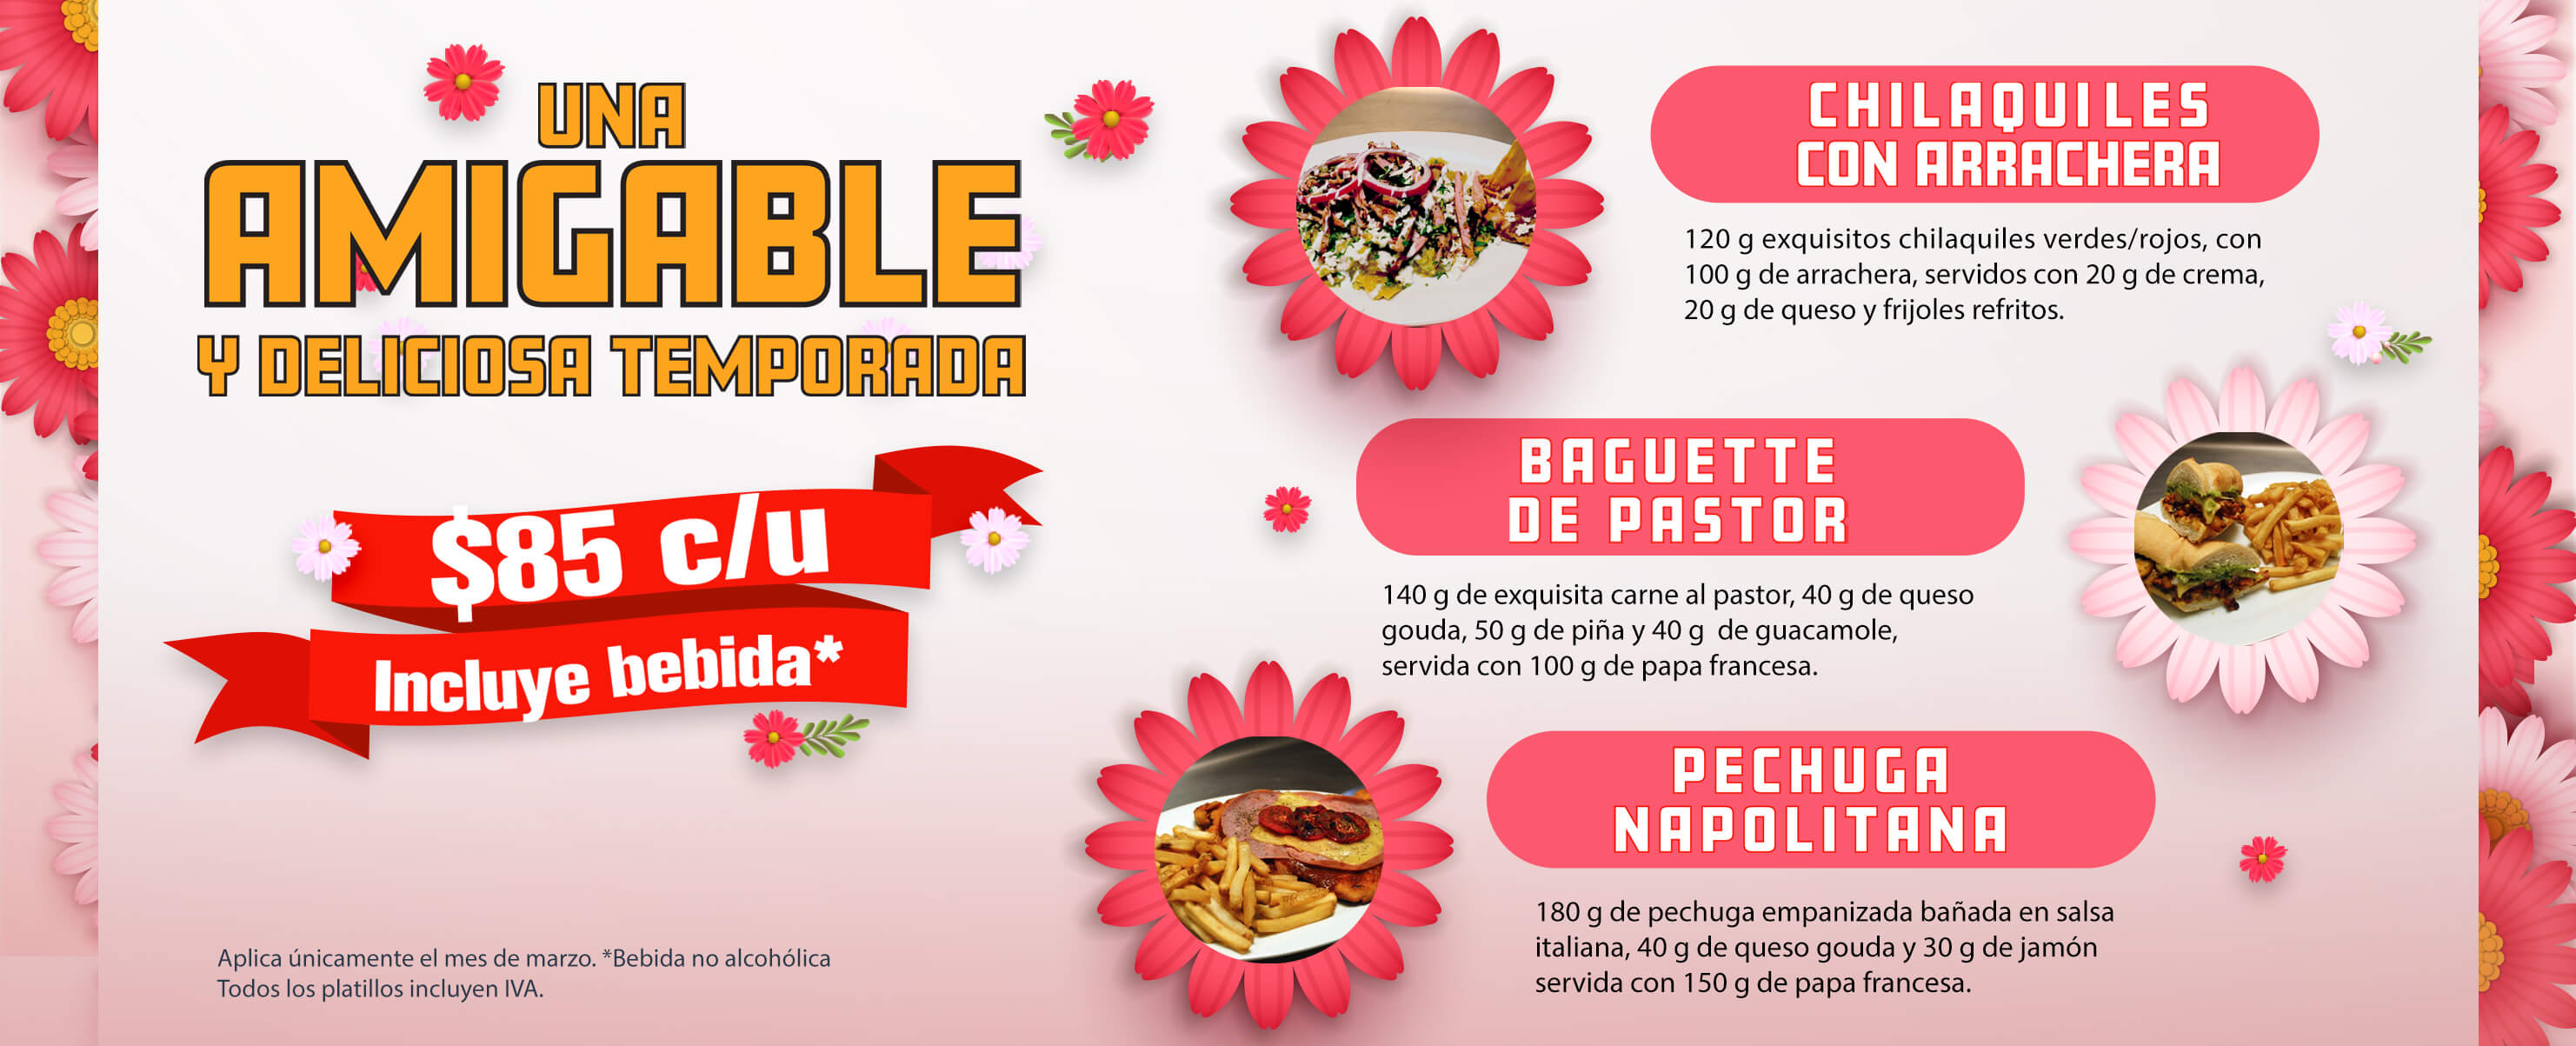 UNA
AMIGABLE
Y DELICIOSA TEMPORADA
$85 c/u
Incluye bebida*
Aplica únicamente el mes de marzo. *Bebida no alcohólica
Todos los platillos incluyen IVA.
CHILAQUILES
CON ARRACHERA
120 g exquisitos chilaquiles verdes/rojos, con
100 g de arrachera, servidos con 20 g de crema,
20 g de queso y frijoles refritos.
BAGUETTE
DE PASTOR
140 g de exquisita carne al pastor, 40 g de queso
gouda, 50 g de piña y 40 g  de guacamole,
servida con 100 g de papa francesa.
PECHUGA
NAPOLITANA
180 g de pechuga empanizada bañada en salsa
italiana, 40 g de queso gouda y 30 g de jamón
servida con 150 g de papa francesa.